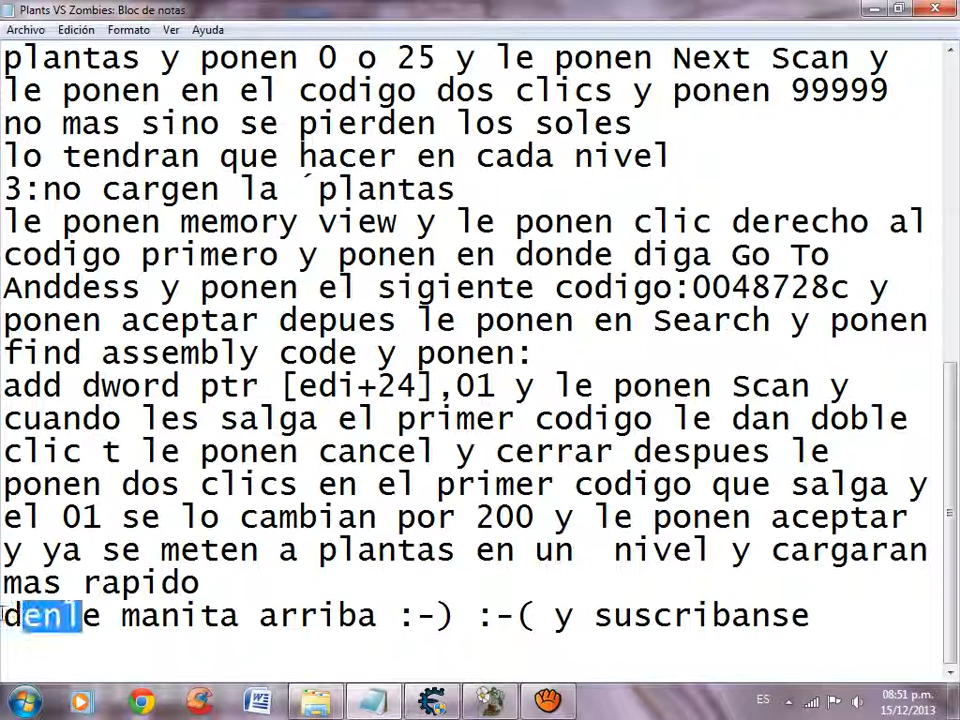 Plants VS Zombies: Bloc de notas
Archivo Edición Formato Ver Ayuda
plantas y ponen 0 o 25 y le ponen Next Scan y
le ponen en el codigo dos clics y ponen 99999
no mas sino se pierden los soles
lo tendran que hacer en cada nivel
3:no cargen la ´plantas
le ponen memory view y le ponen clic derecho al
codigo primero y ponen en donde diga Go To
Anddess y ponen el sigiente codigo:0048728c y
ponen aceptar depues le ponen en Search y ponen
find assembly code y ponen:
add dword ptr [edi+24],01 y le ponen Scan y
cuando les salga el primer codigo le dan doble
clic t le ponen cancel y cerrar despues le
ponen dos clics en el primer codigo que salga y
el 01 se lo cambian por 200 y le ponen aceptar
y ya se meten a plantas en un  nivel y cargaran
mas rapido
denle manita arriba :-) :-( y suscribanse
ES
08:51 p.m.
15/12/2013